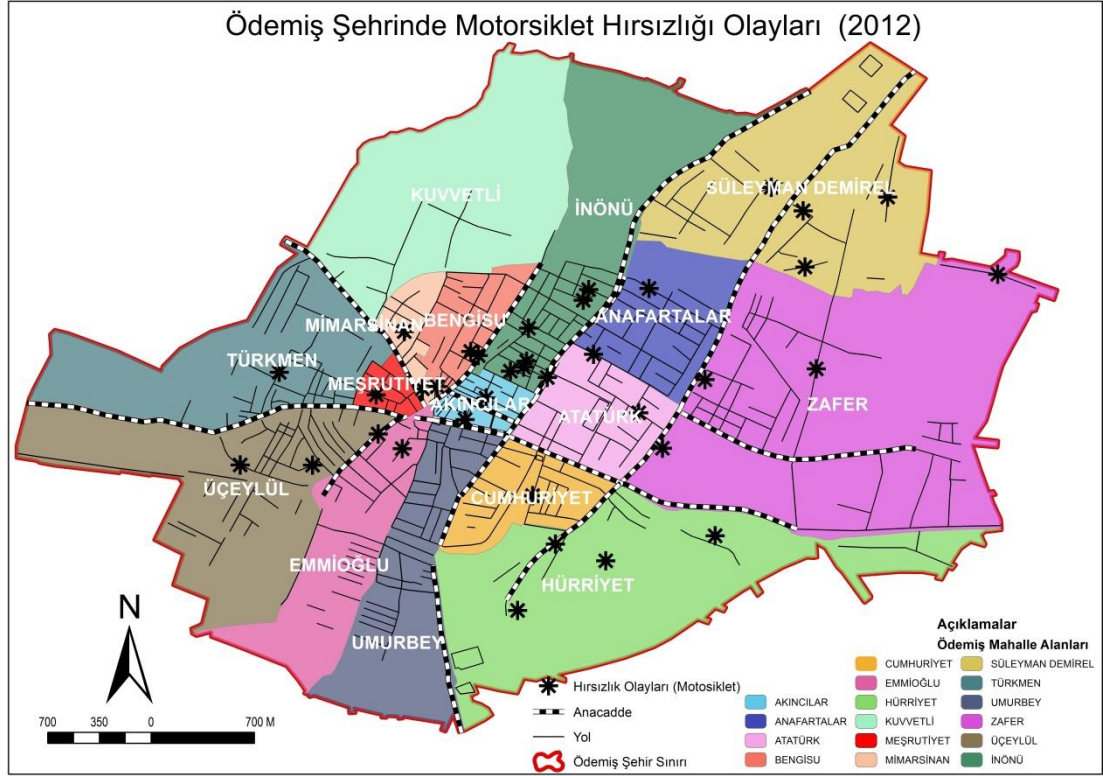 Ödemiş Şehrinde Motorsiklet Hırsızlığı Olayları (2012)
KUVVETLİ
İNÖNÜ
SÜLEYMAN DEMİREL
MİMARSİNAN
BENGİSU
ANAFARTALAR
TÜRKMEN
MEŞRUTİYET
AKINCILAR
ATATÜRK
ZAFER
ÜÇEYLÜL
CUMHURİYET
EMMİOĞLU
HÜRRİYET
UMURBEY
N
700 350 0 700 M
Hırsızlık Olayları (Motosiklet)
Anacadde
Yol
Ödemiş Şehir Sınırı
Açıklamalar
Ödemiş Mahalle Alanları
AKINCILAR
ANAFARTALAR
ATATÜRK
BENGİSU
CUMHURİYET
EMMİOĞLU
HÜRRİYET
KUVVETLİ
MEŞRUTİYET
MİMARSİNAN
SÜLEYMAN DEMİREL
TÜRKMEN
UMURBEY
ZAFER
ÜÇEYLÜL
İNÖNÜ